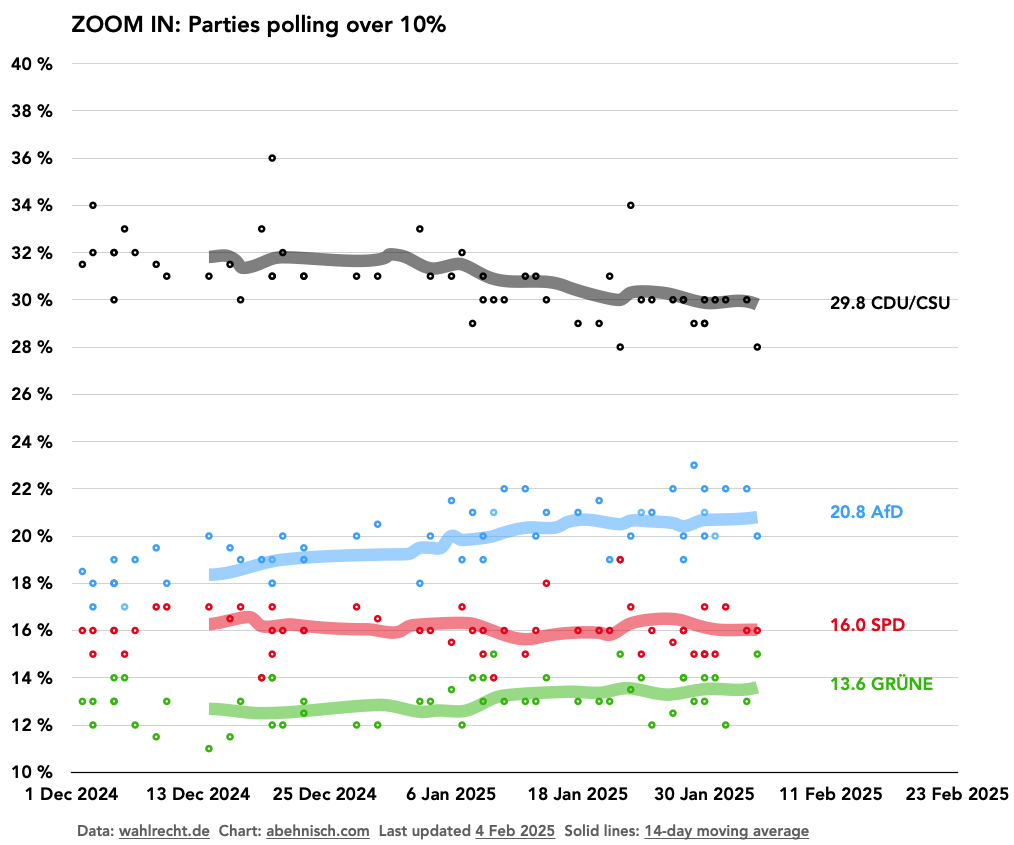 ZOOM IN: Parties polling over 10%
40 %
38 %
36 %
34 %
32 %
30 %
29.8 CDU/CSU
28 %
26 %
24 %
22 %
20.8 AfD
20 %
18 %
16 %
16.0 SPD
14 %
13.6 GRÜNE
12 %
10 %
1 Dec 2024 13 Dec 2024 25 Dec 2024 6 Jan 2025 18 Jan 2025 30 Jan 2025 11 Feb 2025 23 Feb 2025
Data: wahlrecht.de Chart: abehnisch.com Last updated 4 Feb 2025 Solid lines: 14-day moving average